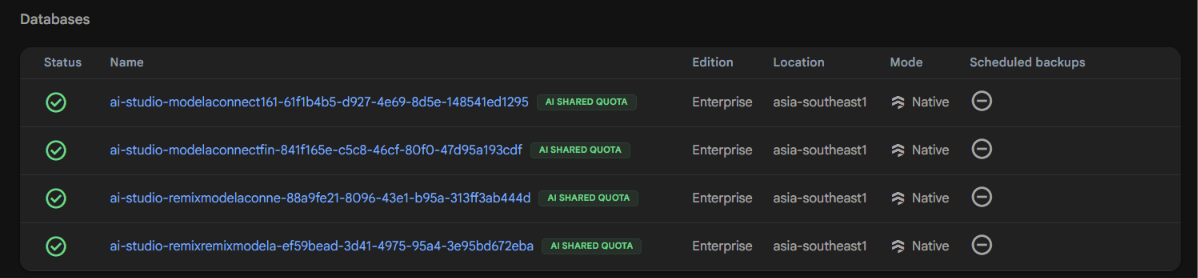 Databases
Status Name Edition Location Mode Scheduled backups
ai-studio-modelaconnect161-61f1b4b5-d927-4e69-8d5e-148541ed1295 AI SHARED QUOTA Enterprise asia-southeast1 Native
ai-studio-modelaconnectfin-841f165e-c5c8-46cf-80f0-47d95a193cdf AI SHARED QUOTA Enterprise asia-southeast1 Native
ai-studio-remixmodelaconne-88a9fe21-8096-43e1-b95a-313ff3ab444d AI SHARED QUOTA Enterprise asia-southeast1 Native
ai-studio-remixremixmodela-ef59bead-3d41-4975-95a4-3e95bd672eba AI SHARED QUOTA Enterprise asia-southeast1 Native